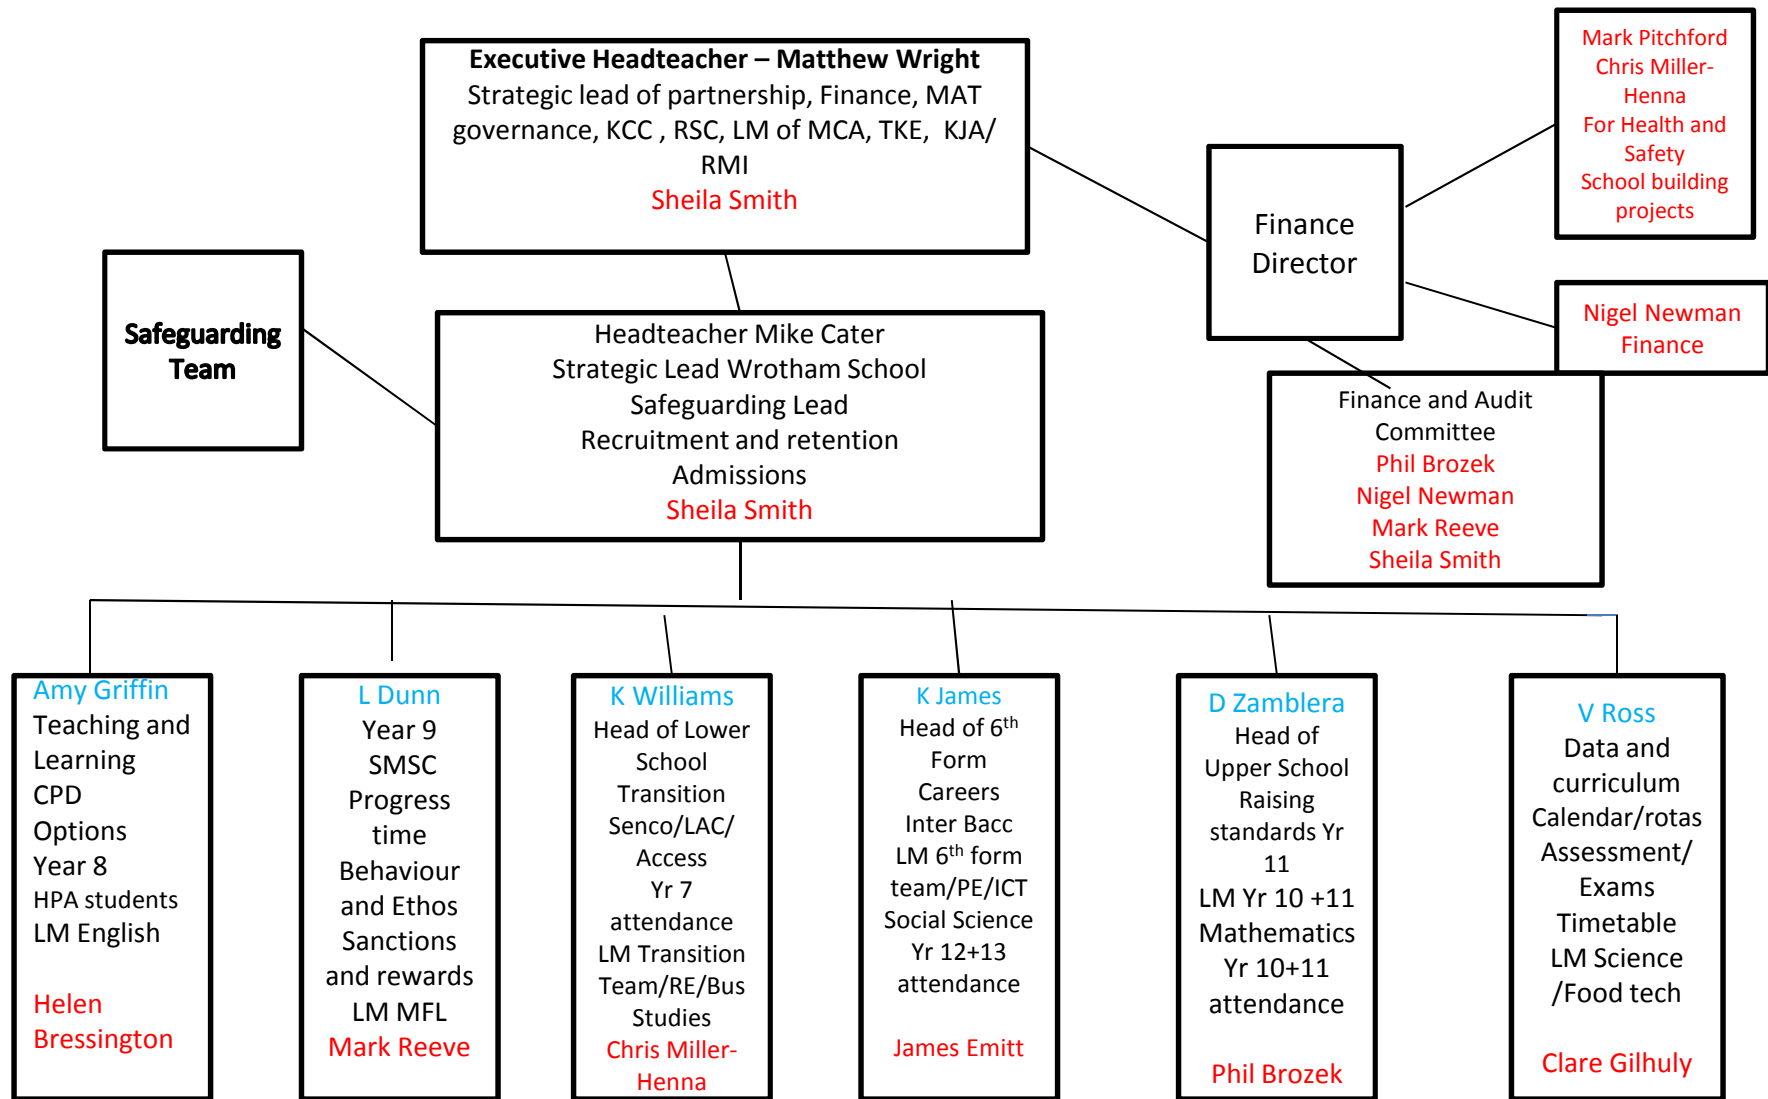 Executive Headteacher – Matthew Wright
Strategic lead of partnership, Finance, MAT
governance, KCC , RSC, LM of MCA, TKE, KJA/
RMI
Sheila Smith
Mark Pitchford
Chris Miller-
Henna
For Health and
Safety
School building
projects
Finance
Director
Safeguarding
Team
Nigel Newman
Finance
Headteacher Mike Cater
Strategic Lead Wrotham School
Safeguarding Lead
Recruitment and retention
Admissions
Sheila Smith
Finance and Audit
Committee
Phil Brozek
Nigel Newman
Mark Reeve
Sheila Smith
Amy Griffin
Teaching and
Learning
CPD
Options
Year 8
HPA students
LM English
Helen
Bressington
L Dunn
Year 9
SMSC
Progress
time
Behaviour
and Ethos
Sanctions
and rewards
LM MFL
Mark Reeve
K Williams
Head of Lower
School
Transition
Senco/LAC/
Access
Yr 7
attendance
LM Transition
Team/RE/Bus
Studies
Chris Miller-
Henna
K James
Head of 6th
Form
Careers
Inter Bacc
LM 6th form
team/PE/ICT
Social Science
Yr 12+13
attendance
James Emitt
D Zamblera
Head of
Upper School
Raising
standards Yr
11
LM Yr 10 +11
Mathematics
Yr 10+11
attendance
Phil Brozek
V Ross
Data and
curriculum
Calendar/rotas
Assessment/
Exams
Timetable
LM Science
/Food tech
Clare Gilhuly